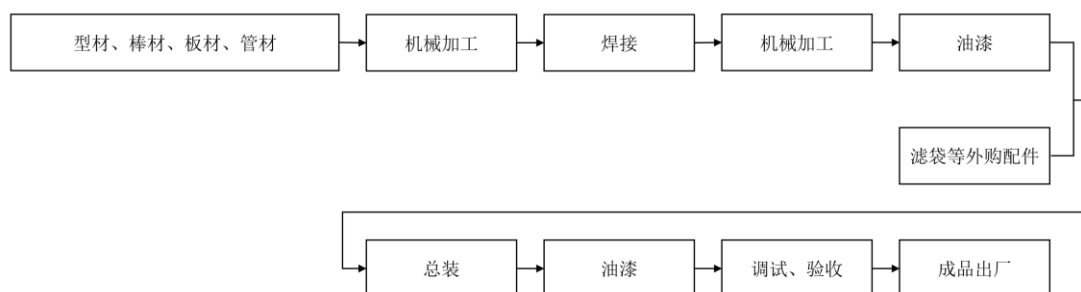 型材、棒材、板材、管材
机械加工
焊接
机械加工
油漆
滤袋等外购配件
总装
油漆
调试、验收
成品出厂